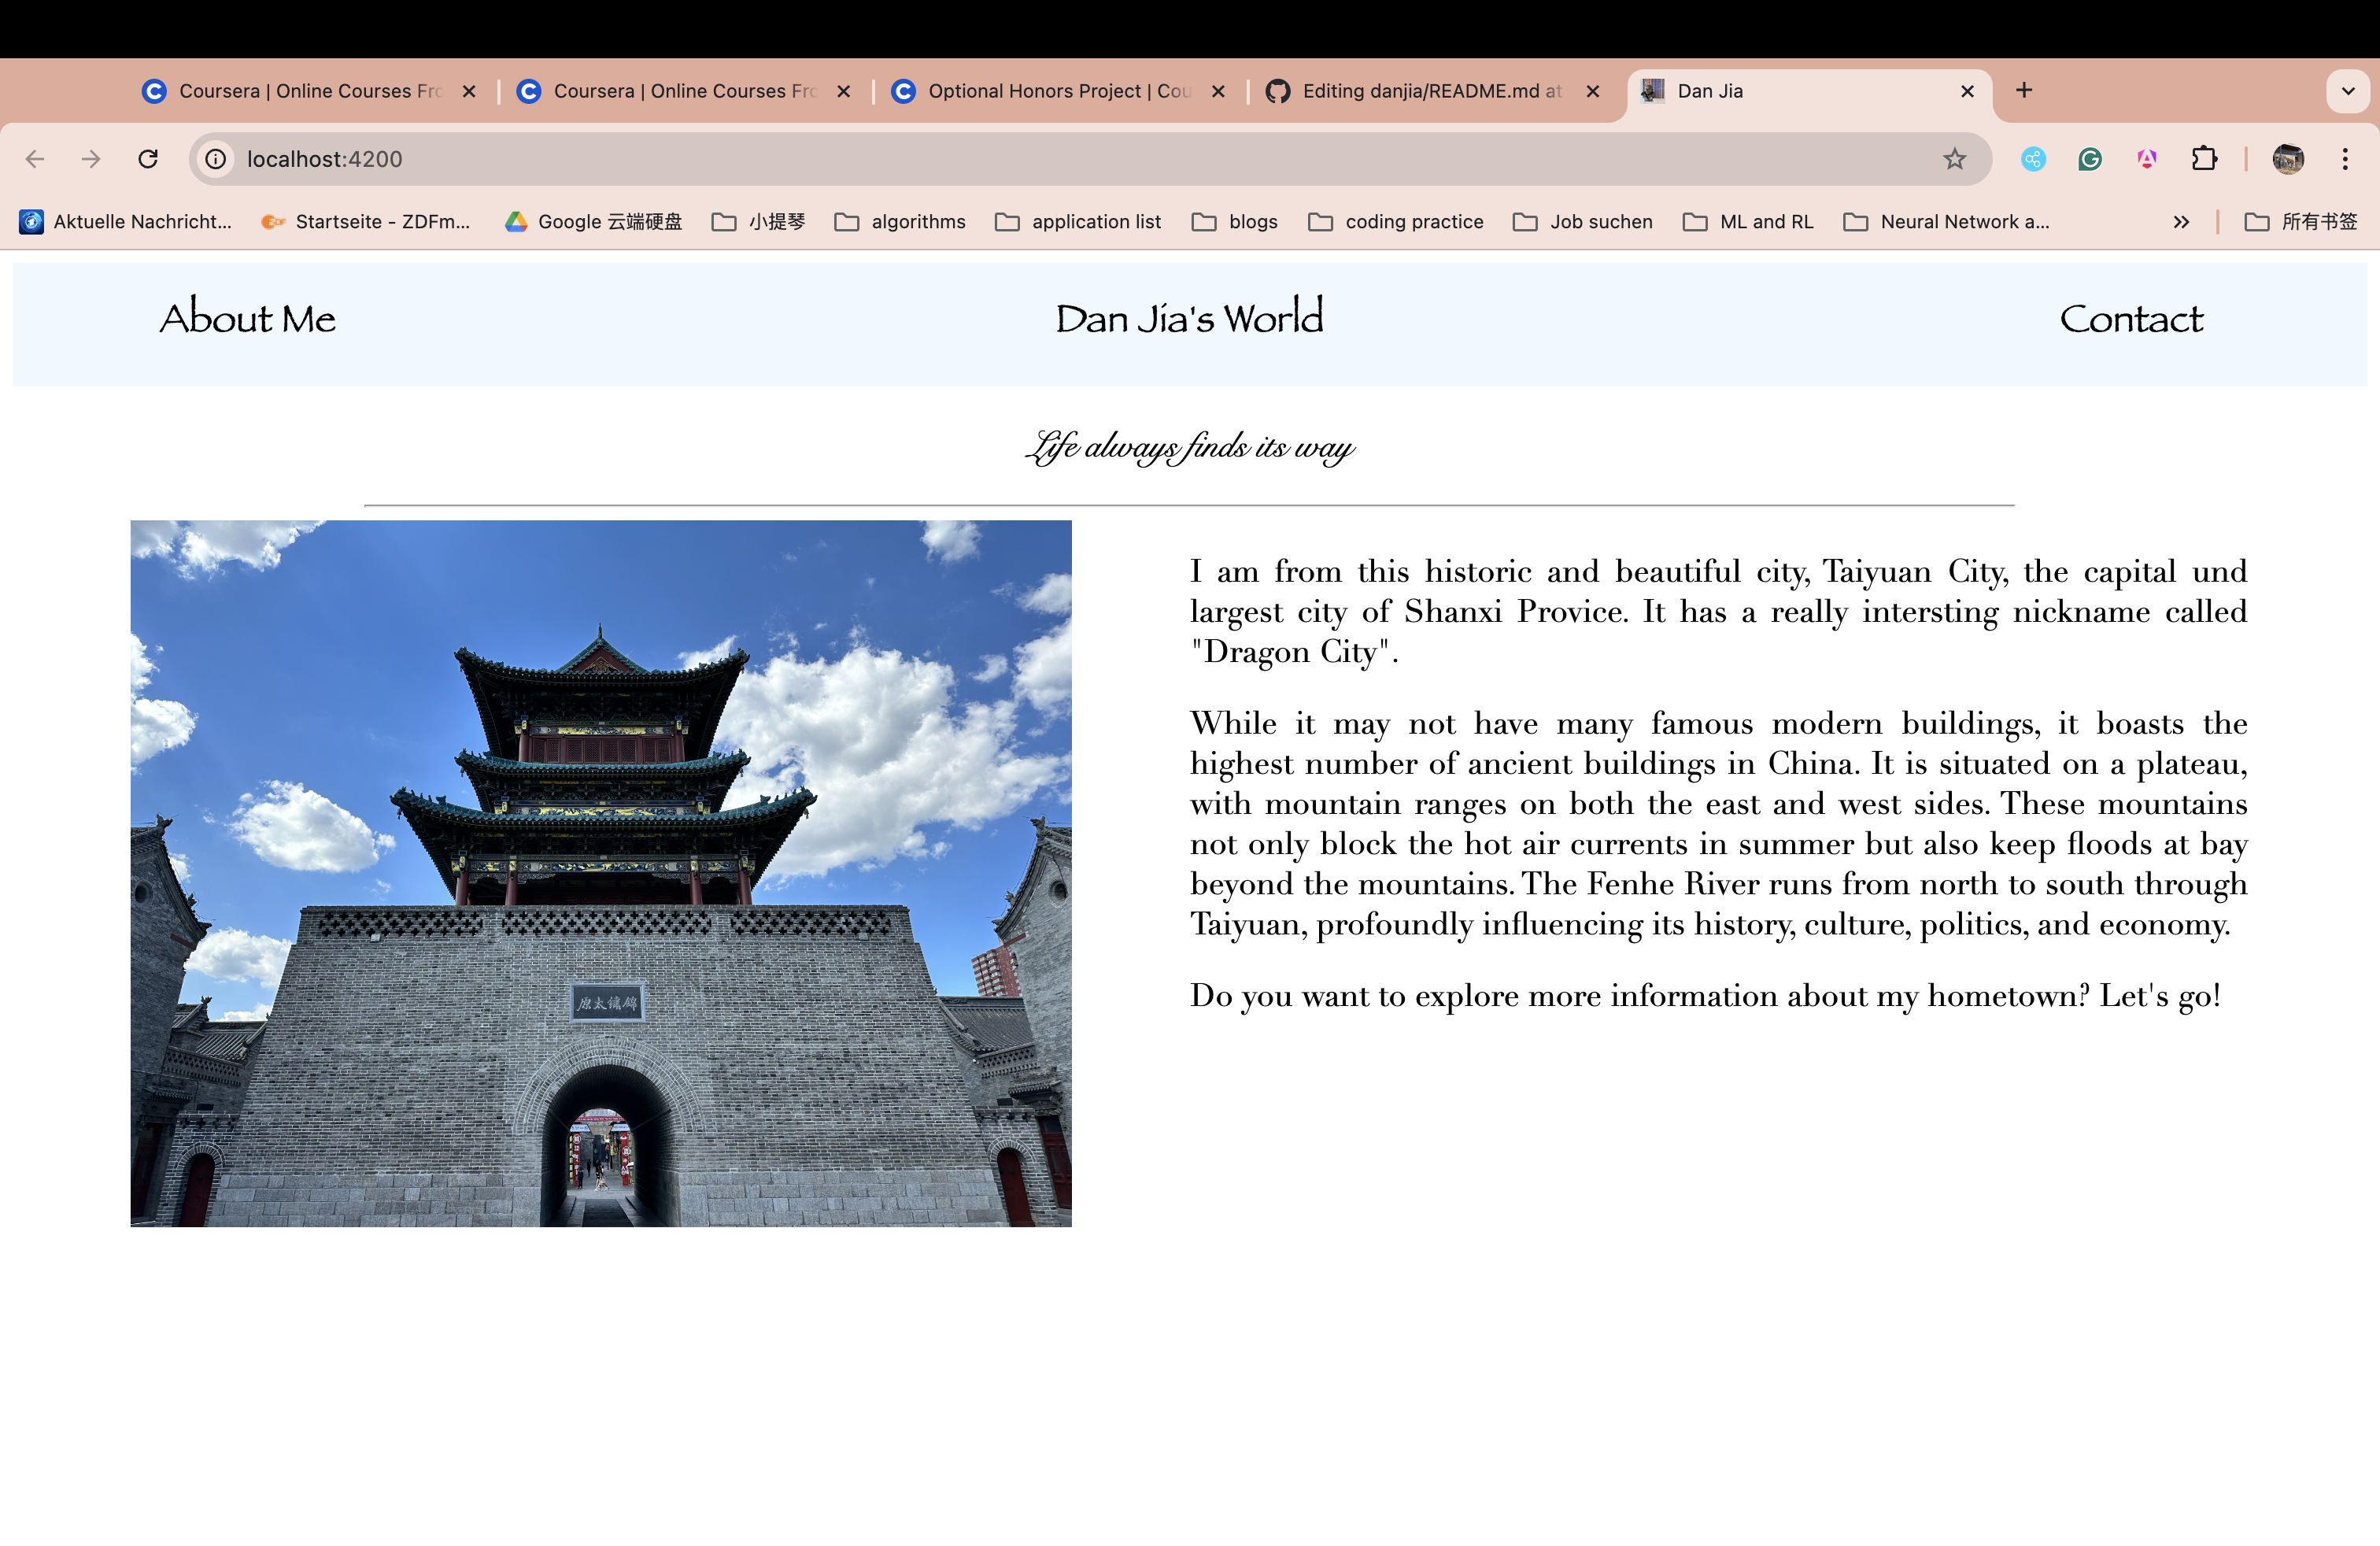 Coursera | Online Courses Fro
Coursera | Online Courses Fro
Optional Honors Project | Cou
Editing danjia/README.md at
Dan Jia
localhost:4200
Aktuelle Nachricht...
Startseite - ZDFm...
Google 云端硬盘
小提琴
algorithms
application list
blogs
coding practice
Job suchen
ML and RL
Neural Network a...
所有书签
About Me
Dan Jia's World
Contact
Life always finds its way
原太繡錦
I am from this historic and beautiful city, Taiyuan City, the capital und
largest city of Shanxi Provice. It has a really intersting nickname called
"Dragon City".
While it may not have many famous modern buildings, it boasts the
highest number of ancient buildings in China. It is situated on a plateau,
with mountain ranges on both the east and west sides. These mountains
not only block the hot air currents in summer but also keep floods at bay
beyond the mountains. The Fenhe River runs from north to south through
Taiyuan, profoundly influencing its history, culture, politics, and economy.
Do you want to explore more information about my hometown? Let's go!